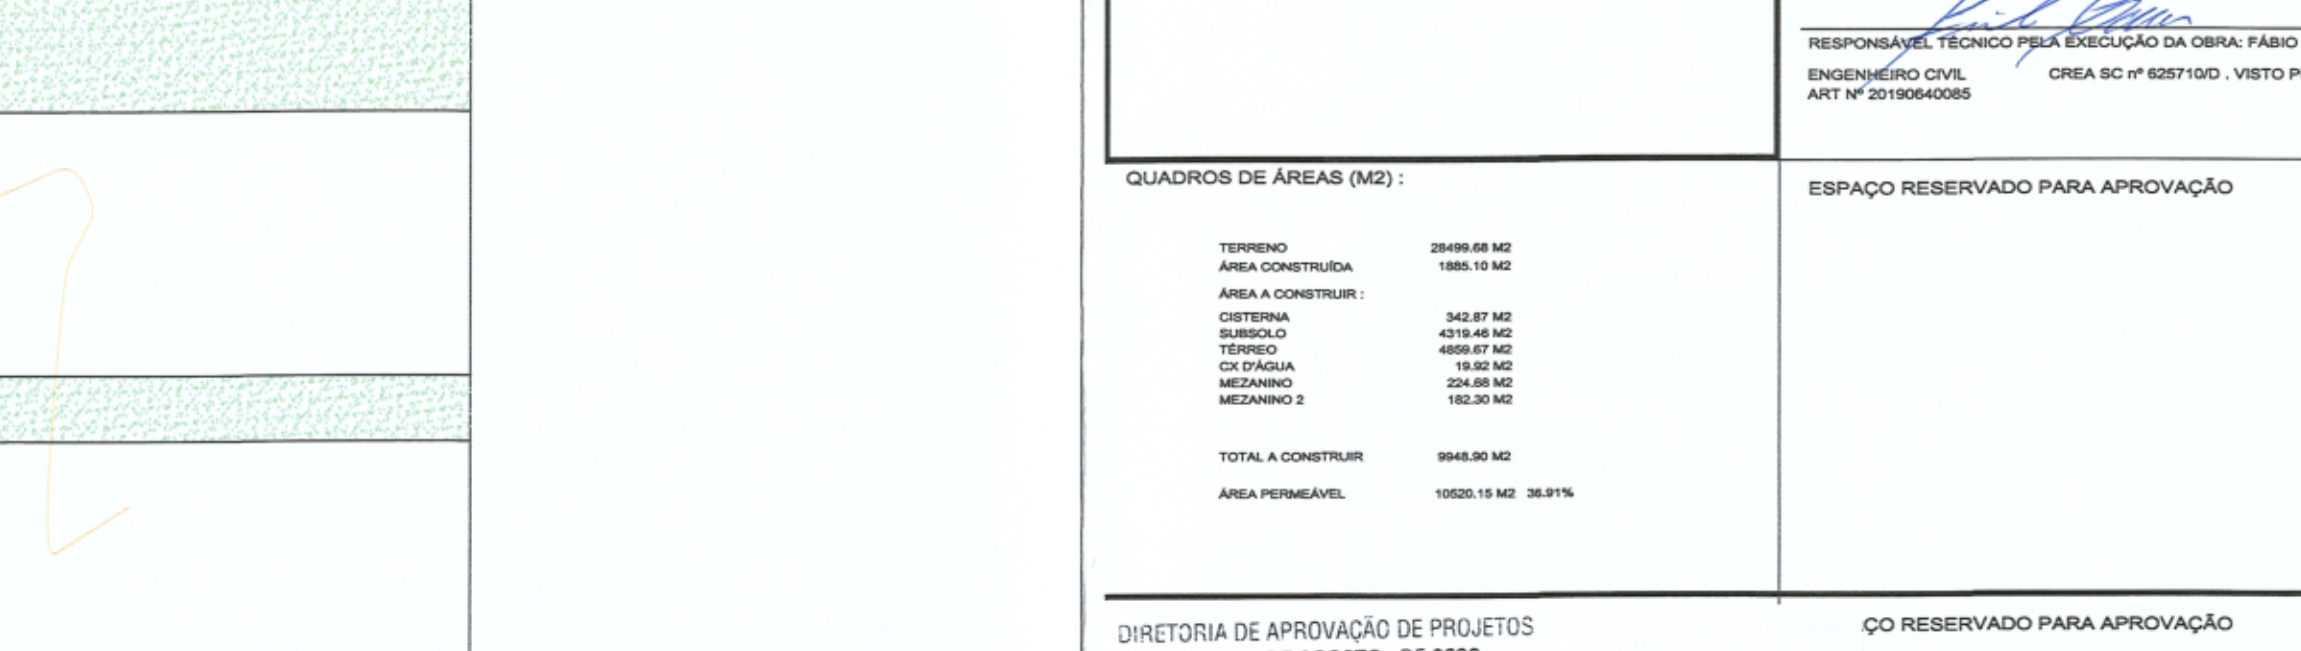 RESPONSÁVEL TÉCNICO PELA EXECUÇÃO DA OBRA: FÁBIO
ENGENHEIRO CIVIL CREA SC nº 625710/D . VISTO
ART Nº 20190640085
QUADROS DE ÁREAS (M2) :
TERRENO 28499.68 M2
ÁREA CONSTRUÍDA 1885.10 M2
ÁREA A CONSTRUIR :
CISTERNA 342.87 M2
SUBSOLO 4319.46 M2
TÉRREO 4859.67 M2
CX D'ÁGUA 19.92 M2
MEZANINO 224.68 M2
MEZANINO 2 182.30 M2
TOTAL A CONSTRUIR 9948.90 M2
ÁREA PERMEÁVEL 10520.15 M2 36.91%
ESPAÇO RESERVADO PARA APROVAÇÃO
DIRETORIA DE APROVAÇÃO DE PROJETOS
ÇO RESERVADO PARA APROVAÇÃO